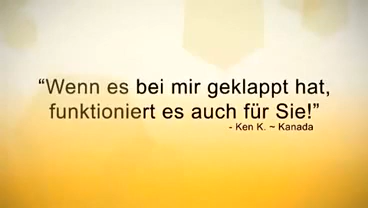 “Wenn es bei mir geklappt hat,
funktioniert es auch für Sie!”
- Ken K. ~ Kanada